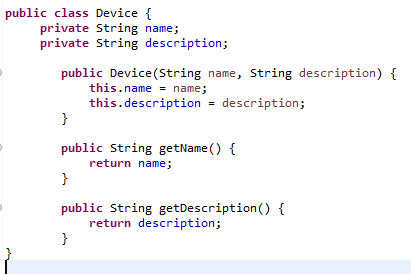 public class Device {
private String name;
private String description;
public Device(String name, String description) {
this.name = name;
this.description = description;
}
public String getName() {
return name;
}
public String getDescription() {
return description;
}
}